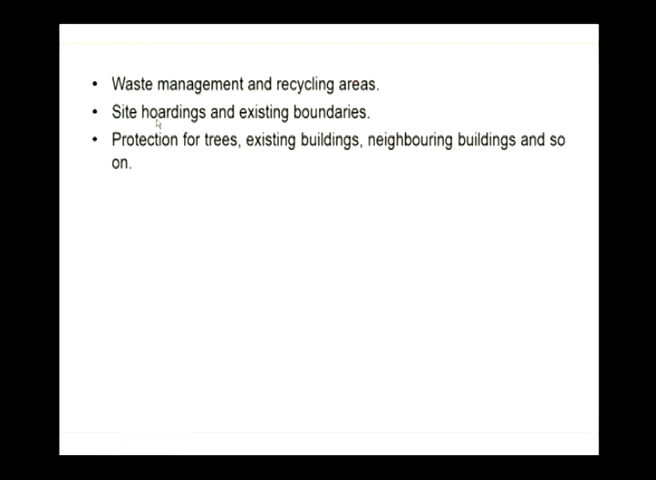 • Waste management and recycling areas.
• Site hoardings and existing boundaries.
• Protection for trees, existing buildings, neighbouring buildings and so
on.